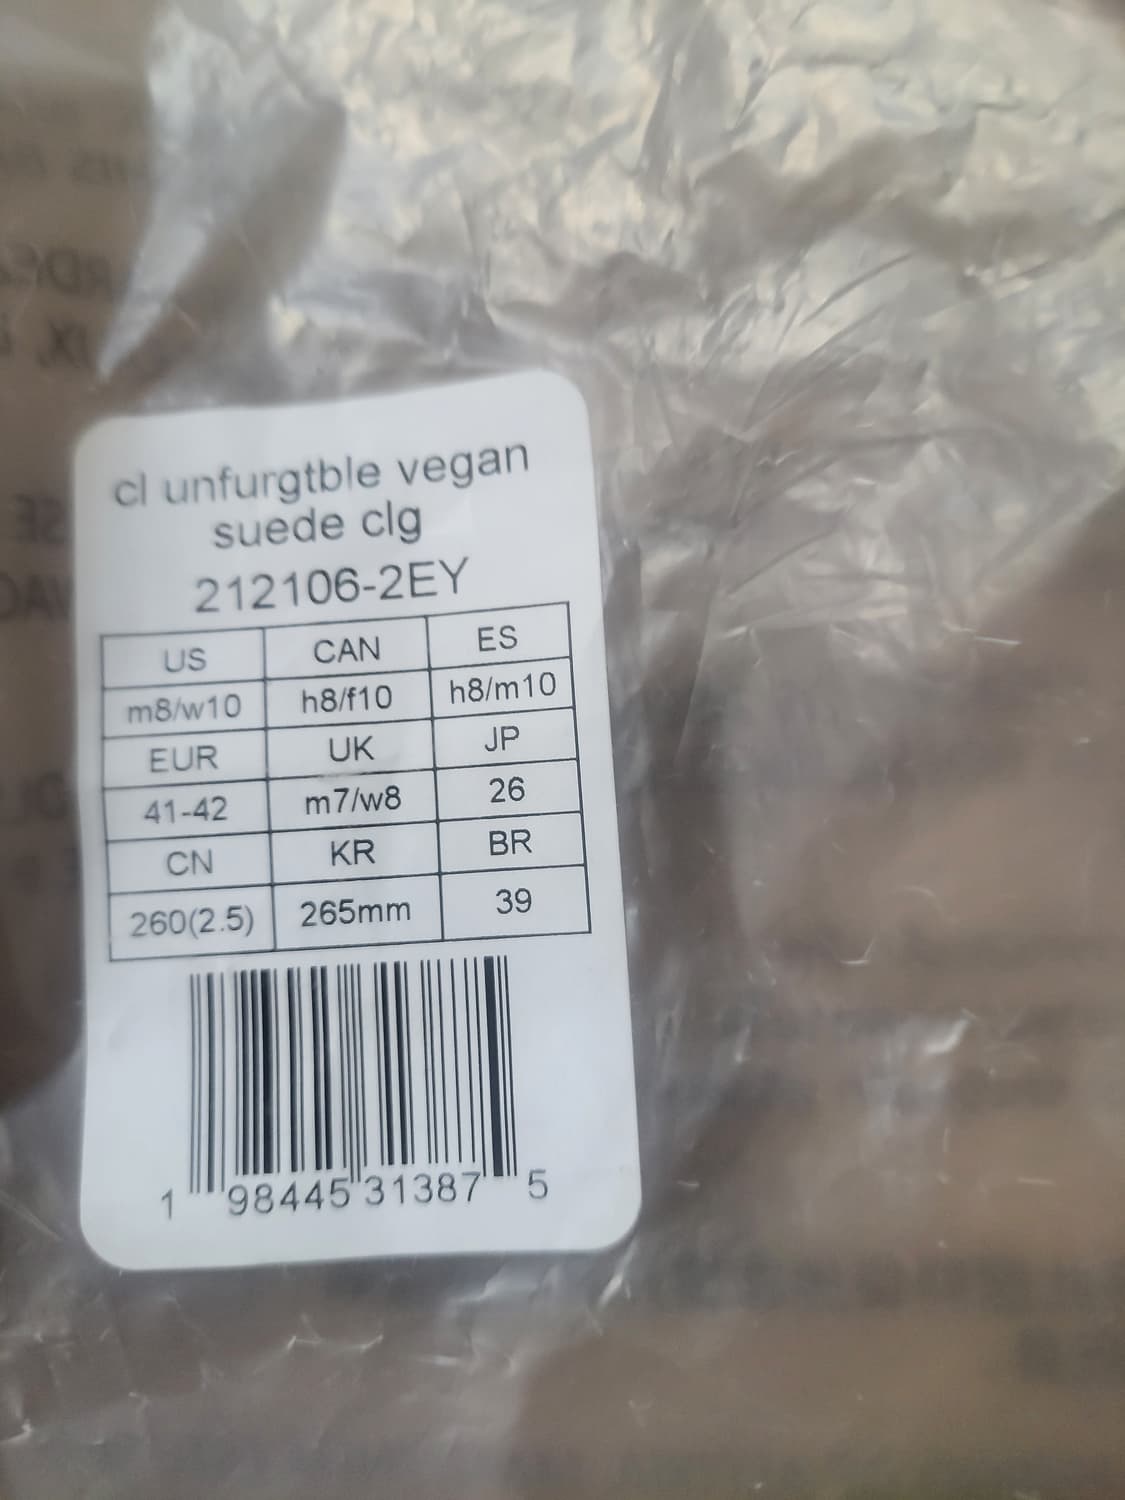 cl unfurgtble vegan
suede clg
212106-2EY
US CAN ES
m8/w10 h8/f10 h8/m10
EUR UK JP
41-42 m7/w8 26
CN KR BR
260(2.5) 265mm 39
1 98445 31387 5